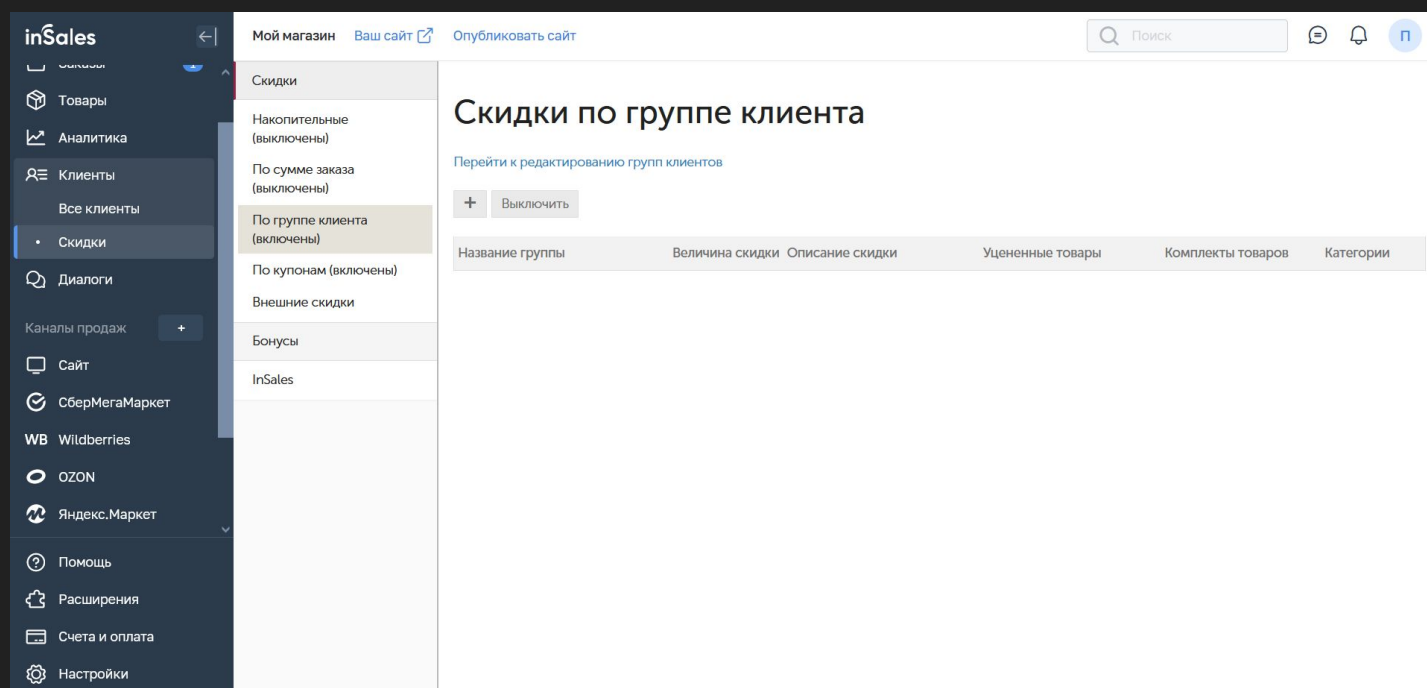 inSales
Мой магазин Ваш сайт Опубликовать сайт
Поиск
П
Заказы 1
Товары
Аналитика
Клиенты
Все клиенты
Скидки
Диалоги
Каналы продаж +
Сайт
СберМегаМаркет
WB Wildberries
OZON
Яндекс.Маркет
Помощь
Расширения
Счета и оплата
Настройки
Скидки
Накопительные
(выключены)
По сумме заказа
(выключены)
По группе клиента
(включены)
По купонам (включены)
Внешние скидки
Бонусы
InSales
Скидки по группе клиента
Перейти к редактированию групп клиентов
+ Выключить
Название группы Величина скидки Описание скидки Уцененные товары Комплекты товаров Категории